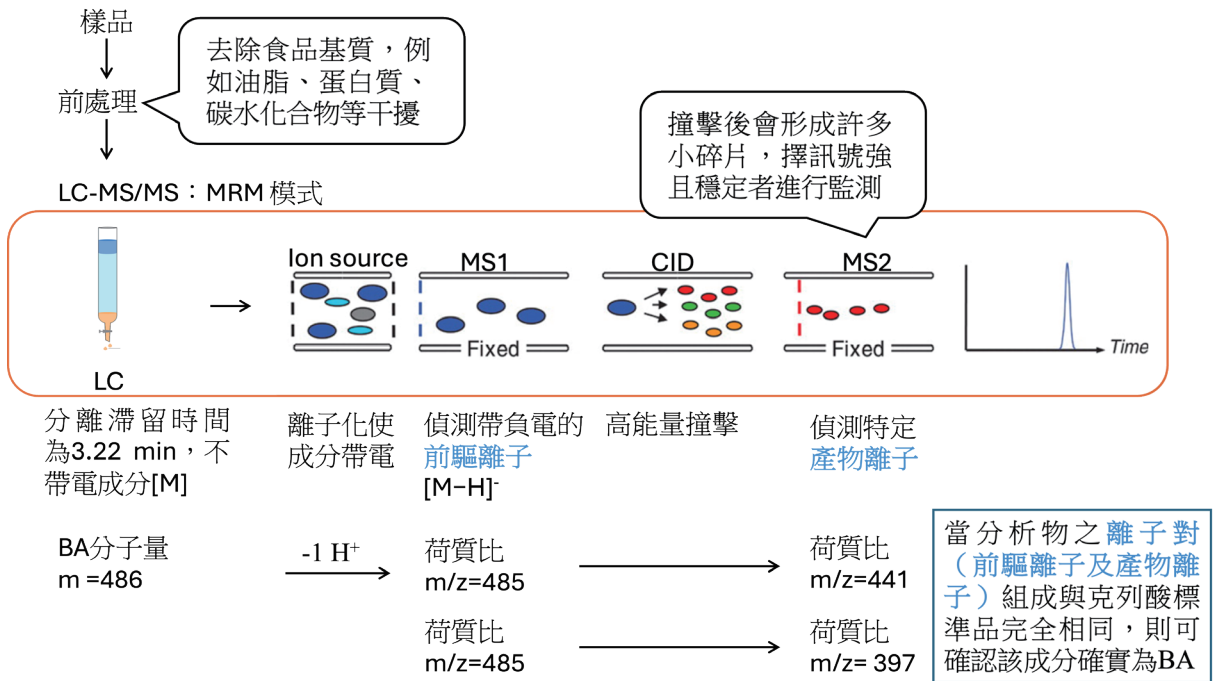 樣品
前處理
去除食品基質，例
如油脂、蛋白質、
碳水化合物等干擾
撞擊後會形成許多
小碎片，擇訊號強
且穩定者進行監測
LC-MS/MS：MRM 模式
Ion source
MS1
CID
MS2
Fixed
Fixed
Time
LC
分離滯留時間
為3.22 min，不
帶電成分[M]
離子化使
成分帶電
偵測帶負電的
前驅離子
[M−H]-
高能量撞擊
偵測特定
產物離子
BA分子量
m =486
-1 H+
荷質比
m/z=485
荷質比
m/z=441
荷質比
m/z=485
荷質比
m/z= 397
當分析物之離子對
（前驅離子及產物離
子）組成與克列酸標
準品完全相同，則可
確認該成分確實為BA